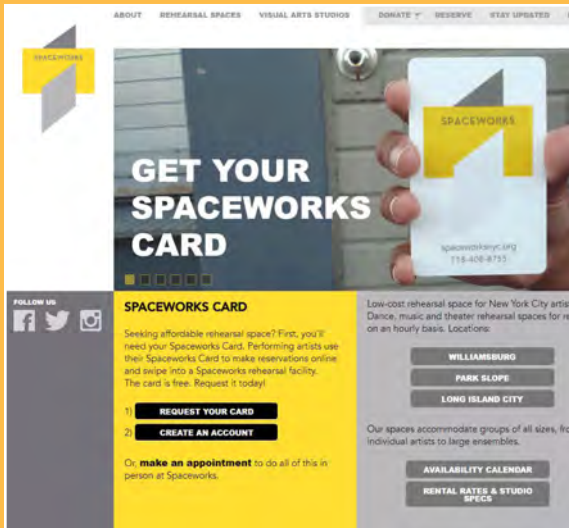 ABOUT REHEARSAL SPACES VISUAL ARTS STUDIOS DONATE RESERVE STAY UPDATED
SPACEWORKS
SPACEWORKS
GET YOUR
SPACEWORKS
CARD
spaceworksnyc.org
718-408-8755
FOLLOW US
SPACEWORKS CARD
Seeking affordable rehearsal space? First, you'll
need your Spaceworks Card. Performing artists use
their Spaceworks Card to make reservations online
and swipe into a Spaceworks rehearsal facility.
The card is free. Request it today!
1) REQUEST YOUR CARD
2) CREATE AN ACCOUNT
Or, make an appointment to do all of this in
person at Spaceworks.
Low-cost rehearsal space for New York City artist
Dance, music and theater rehearsal spaces for re
on an hourly basis. Locations:
WILLIAMSBURG
PARK SLOPE
LONG ISLAND CITY
Our spaces accommodate groups of all sizes, fro
individual artists to large ensembles.
AVAILABILITY CALENDAR
RENTAL RATES & STUDIO
SPECS